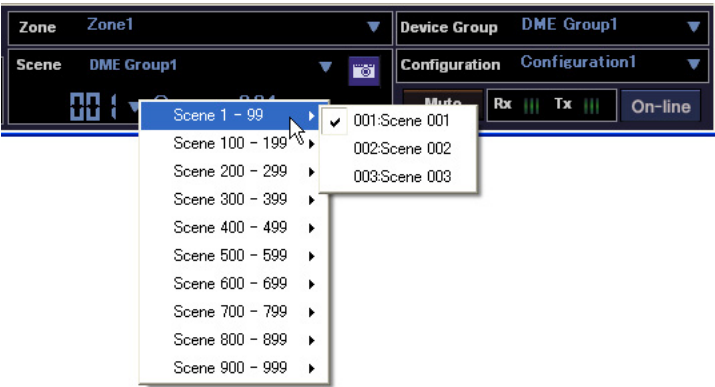 Zone Zone1 Device Group DME Group1
Scene DME Group1 Configuration Configuration1
001 Mute Rx Tx On-line
Scene 1 - 99
Scene 100 - 199
Scene 200 - 299
Scene 300 - 399
Scene 400 - 499
Scene 500 - 599
Scene 600 - 699
Scene 700 - 799
Scene 800 - 899
Scene 900 - 999
001:Scene 001
002:Scene 002
003:Scene 003